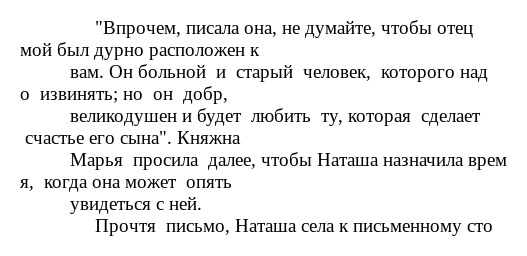 "Впрочем, писала она, не думайте, чтобы отец
мой был дурно расположен к
вам. Он больной и старый человек, которого над
о извинять; но он добр,
великодушен и будет любить ту, которая сделает
счастье его сына". Княжна
Марья просила далее, чтобы Наташа назначила врем
я, когда она может опять
увидеться с ней.
Прочтя письмо, Наташа села к письменному сто